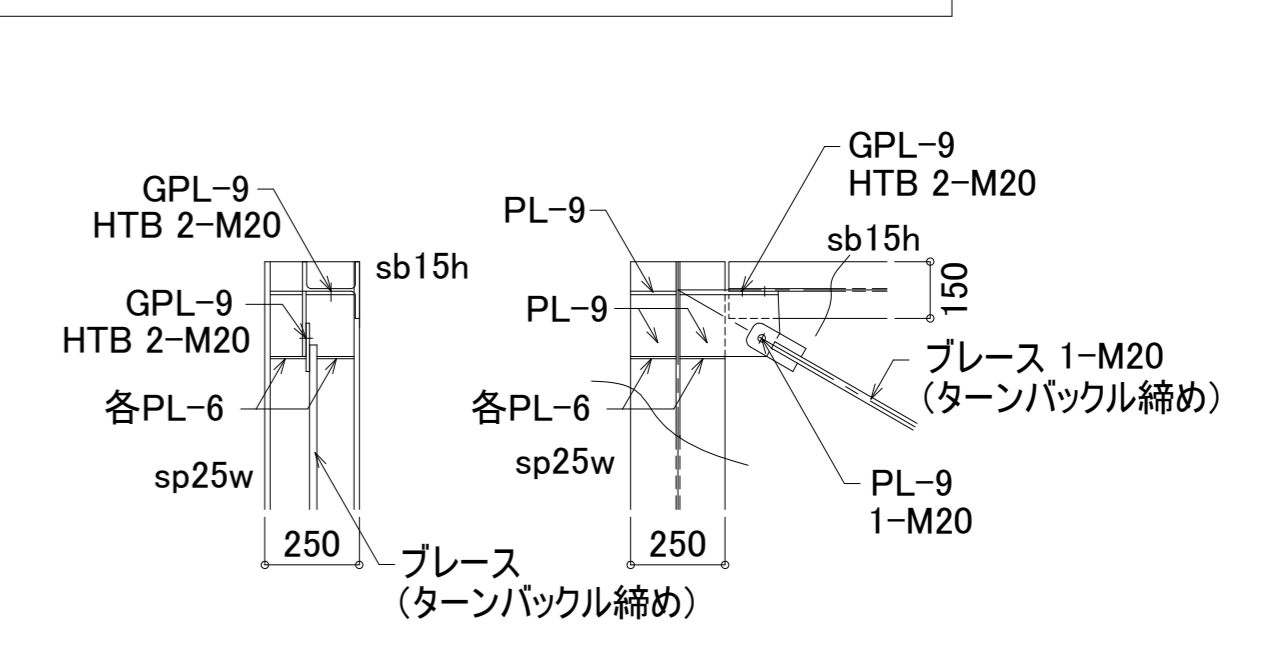 GPL-9
HTB 2-M20
sb15h
GPL-9
HTB 2-M20
各PL-6
sp25w
250
ブレース
（ターンバックル締め）
GPL-9
HTB 2-M20
PL-9
sb15h
PL-9
150
ブレース 1-M20
（ターンバックル締め）
各PL-6
sp25w
PL-9
1-M20
250